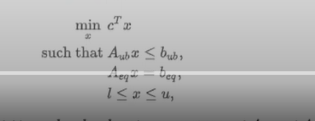 min c^T x
x
such that A_ub x ≤ b_ub,
A_eq x = b_eq,
l ≤ x ≤ u,